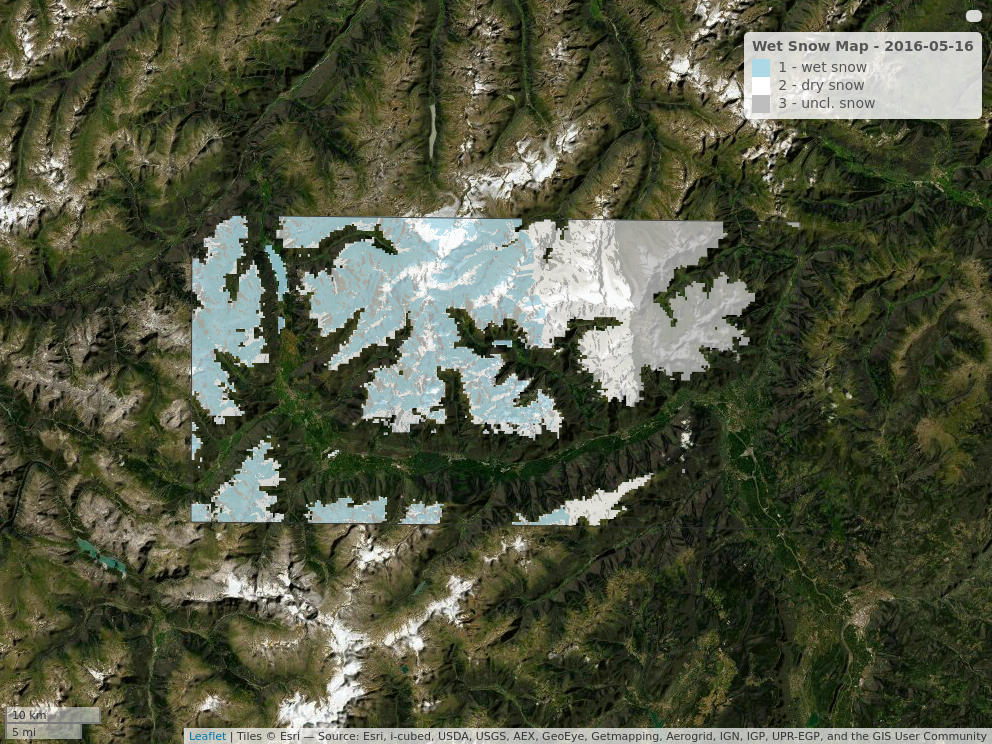 Wet Snow Map - 2016-05-16
1 - wet snow
2 - dry snow
3 - uncl. snow
10 km
5 mi
Leaflet | Tiles © Esri — Source: Esri, i-cubed, USDA, USGS, AEX, GeoEye, Getmapping, Aerogrid, IGN, IGP, UPR-EGP, and the GIS User Community